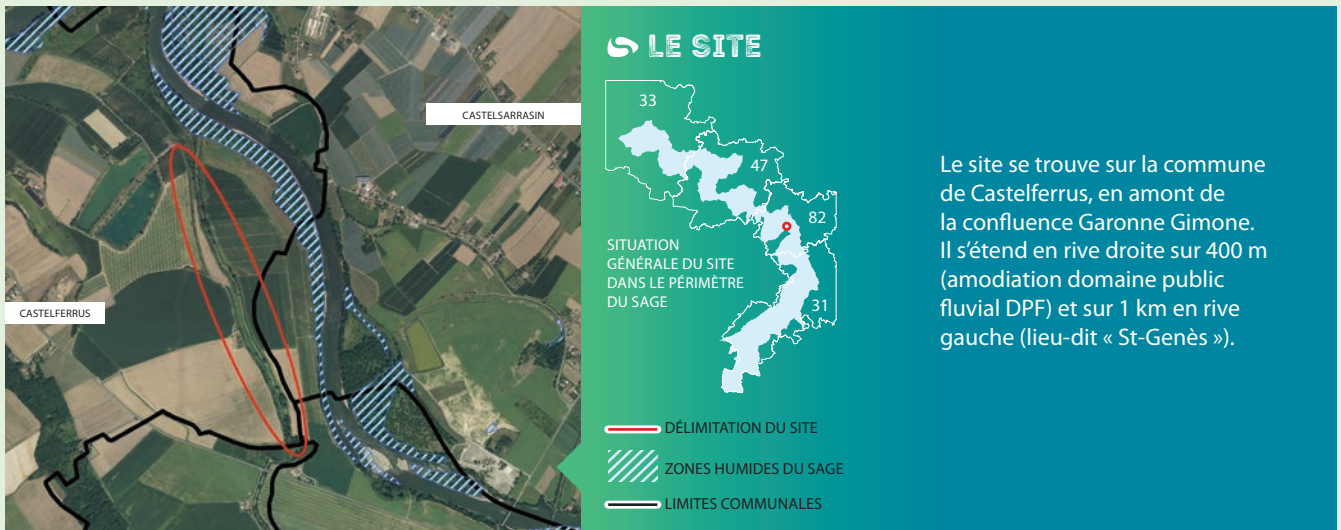 CASTELSARRASIN
CASTELFERRUS
LE SITE
33
47
82
31
SITUATION
GÉNÉRALE DU SITE
DANS LE PÉRIMÈTRE
DU SAGE
DÉLIMITATION DU SITE
ZONES HUMIDES DU SAGE
LIMITES COMMUNALES
Le site se trouve sur la commune
de Castelferrus, en amont de
la confluence Garonne Gimone.
Il s’étend en rive droite sur 400 m
(amodiation domaine public
fluvial DPF) et sur 1 km en rive
gauche (lieu-dit « St-Genès »).